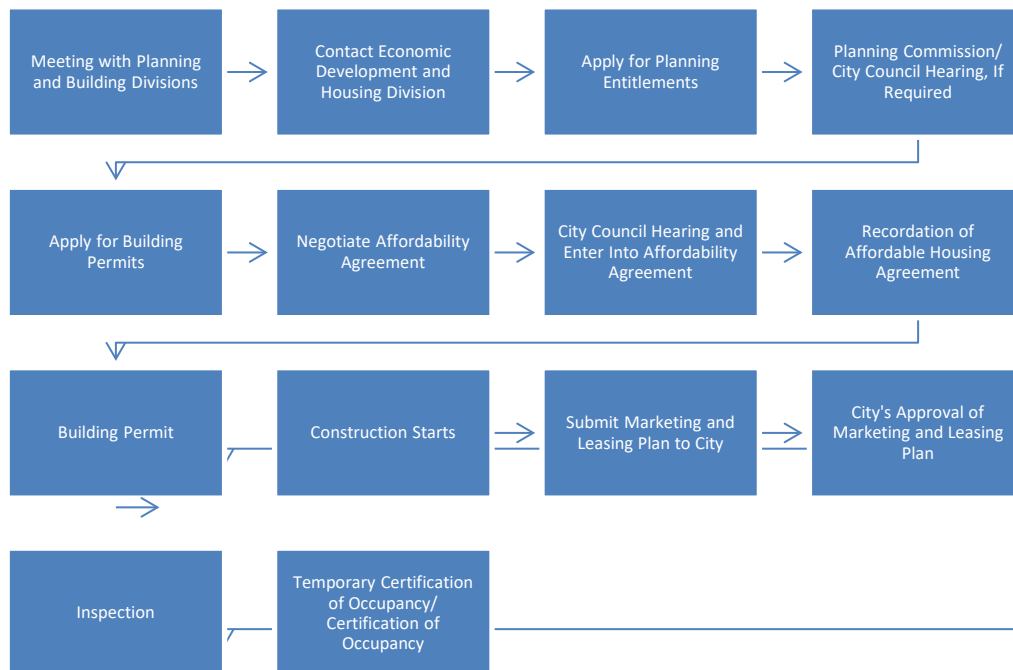 Meeting with Planning
and Building Divisions
Contact Economic
Development and
Housing Division
Apply for Planning
Entitlements
Planning Commission/
City Council Hearing, If
Required
Apply for Building
Permits
Negotiate Affordability
Agreement
City Council Hearing and
Enter Into Affordability
Agreement
Recordation of
Affordable Housing
Agreement
Building Permit
Construction Starts
Submit Marketing and
Leasing Plan to City
City's Approval of
Marketing and Leasing
Plan
Inspection
Temporary Certification
of Occupancy/
Certification of
Occupancy